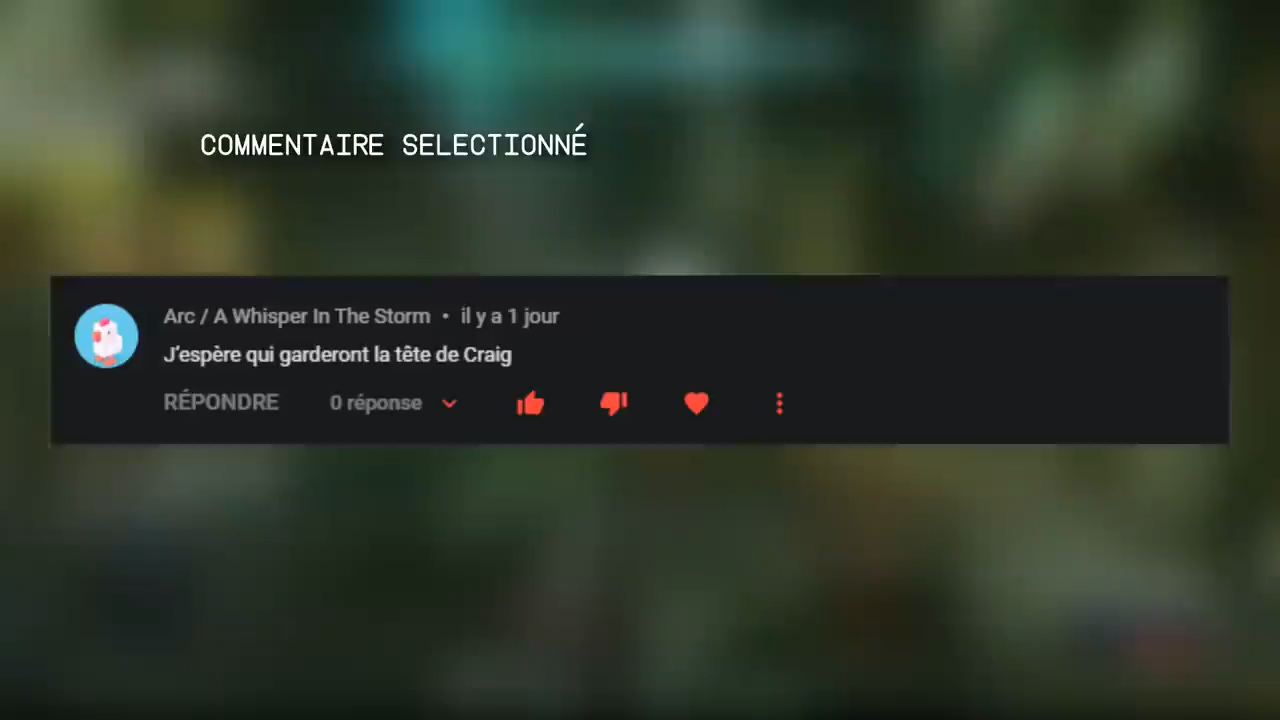 COMMENTAIRE SELECTIONNÉ
Arc / A Whisper In The Storm • il y a 1 jour
J'espère qui garderont la tête de Craig
RÉPONDRE 0 réponse